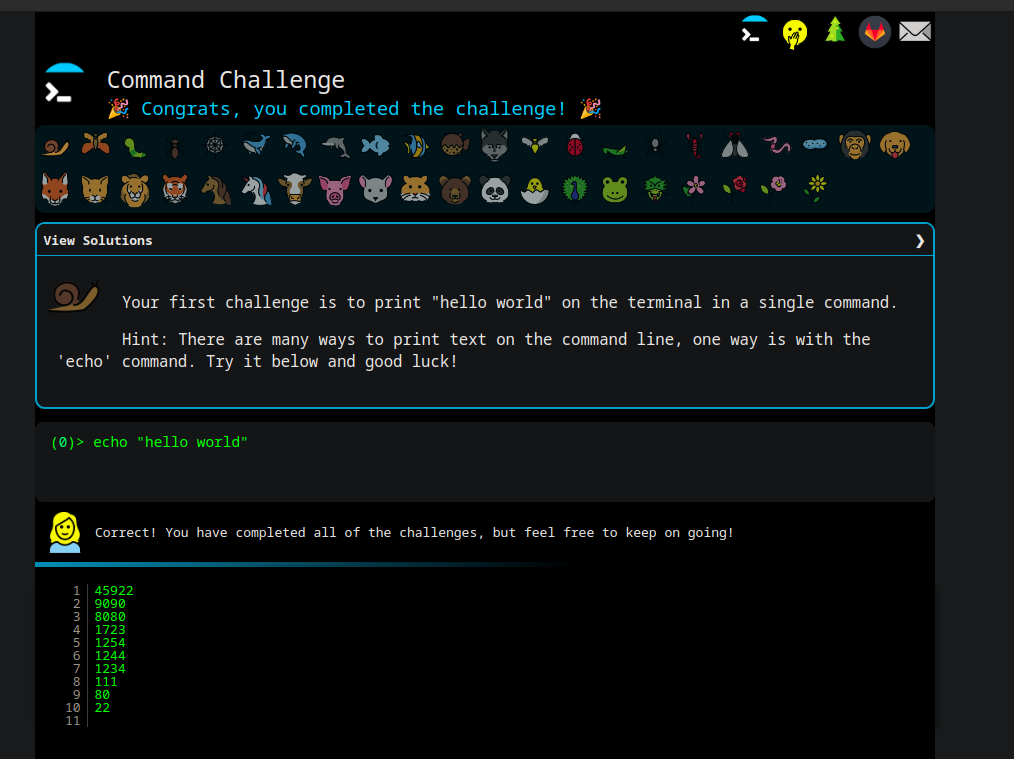 Command Challenge
🎉 Congrats, you completed the challenge! 🎉
View Solutions ❯
Your first challenge is to print "hello world" on the terminal in a single command.
Hint: There are many ways to print text on the command line, one way is with the
'echo' command. Try it below and good luck!
(0)> echo "hello world"
Correct! You have completed all of the challenges, but feel free to keep on going!
1 45922
2 9090
3 8080
4 1723
5 1254
6 1244
7 1234
8 111
9 80
10 22
11